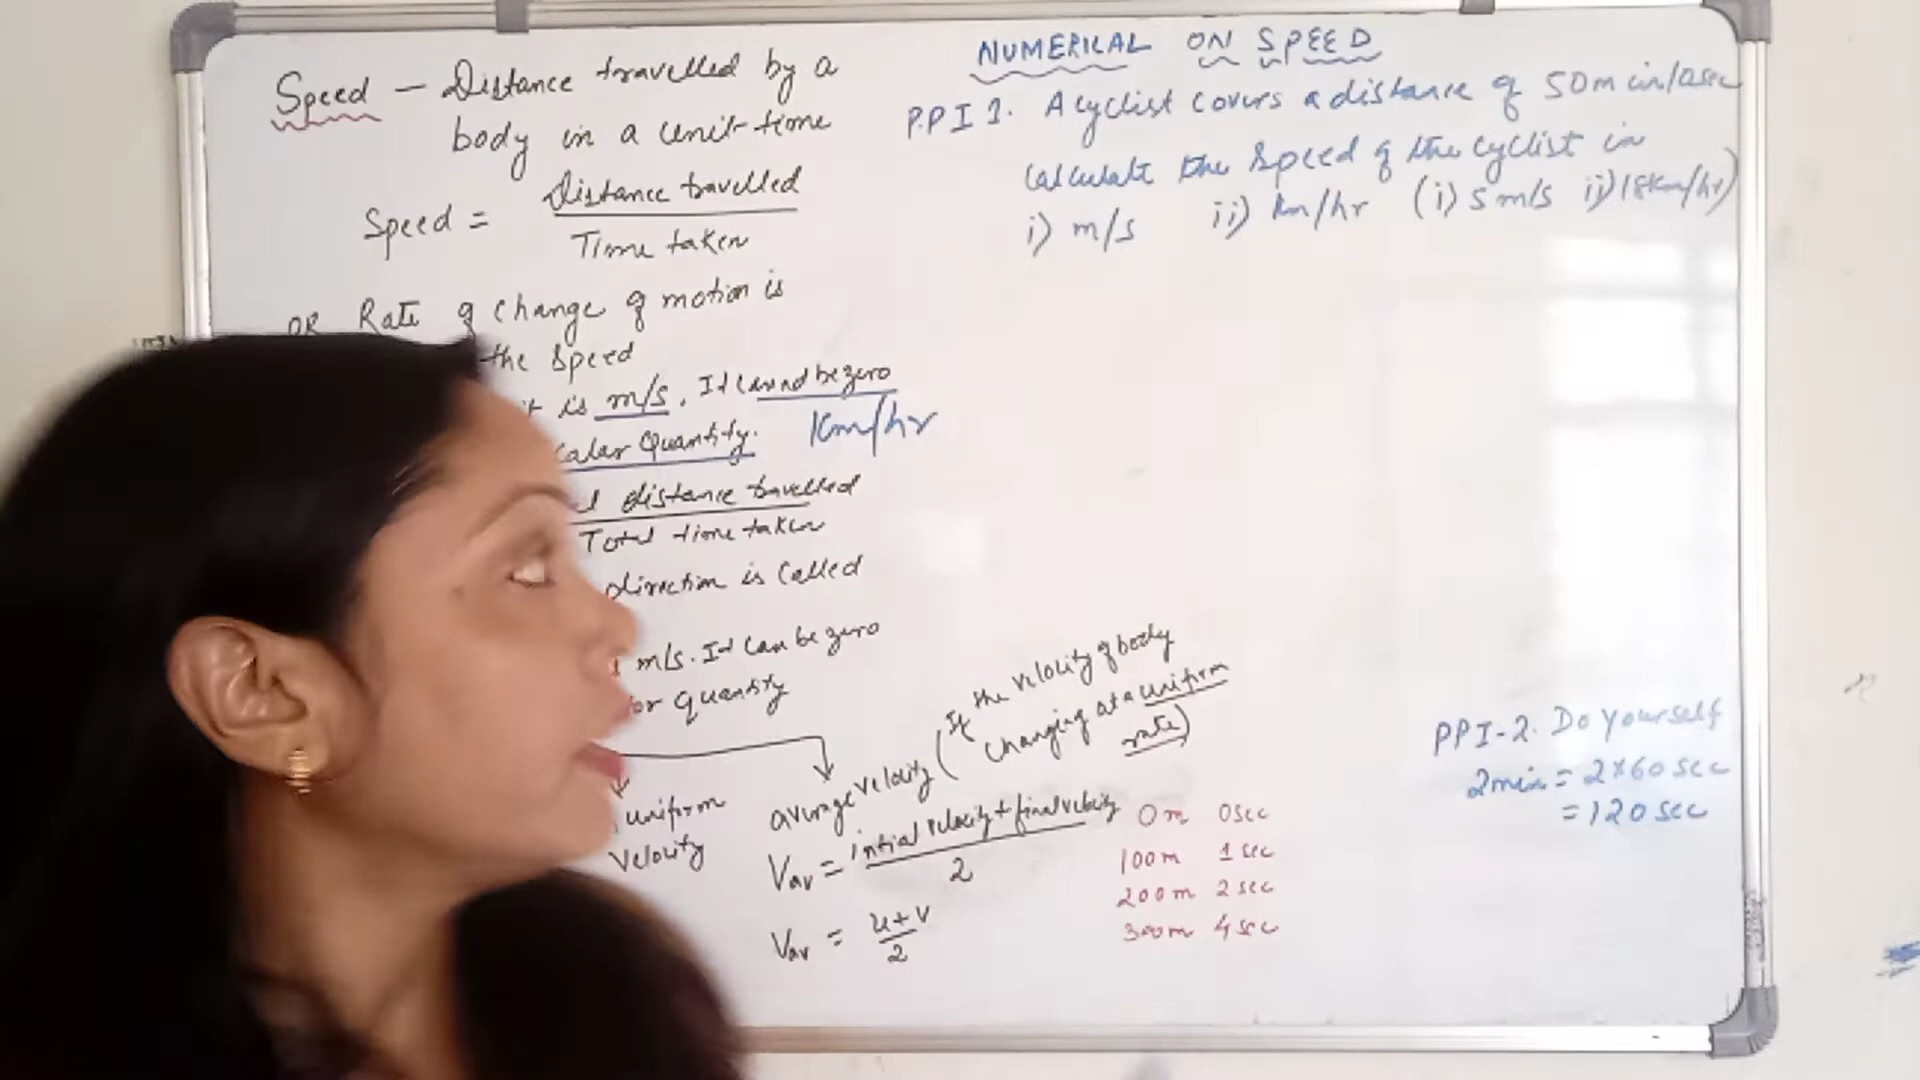 Speed — Distance travelled by a
body in a unit time
Speed = Distance travelled
Time taken
OR Rate of change of motion is
the speed
is m/s. It cannot be zero
Quantity. Km/hr
distance travelled
Total time taken
direction is called
m/s. It can be zero
or quantity
uniform
velocity
average velocity (If the velocity of body
changing at a uniform
rate)
Vav = intial velocity + final velocity
2
Vav = u+v
2
0m 0sec
100m 1sec
200m 2sec
300m 4sec
NUMERICAL ON SPEED
P.P I 1. A cyclist covers a distance of 50m in 10sec
Calculate the speed of the cyclist in
i) m/s ii) km/hr (i) 5 m/s ii) 18 km/hr)
PPI-2. Do yourself
2min = 2×60 sec
= 120 sec